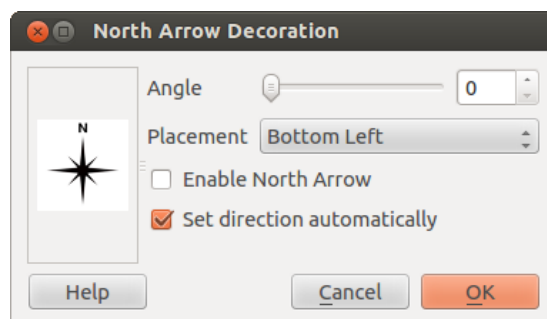 North Arrow Decoration
Angle 0
N
Placement Bottom Left
Enable North Arrow
Set direction automatically
Help Cancel OK